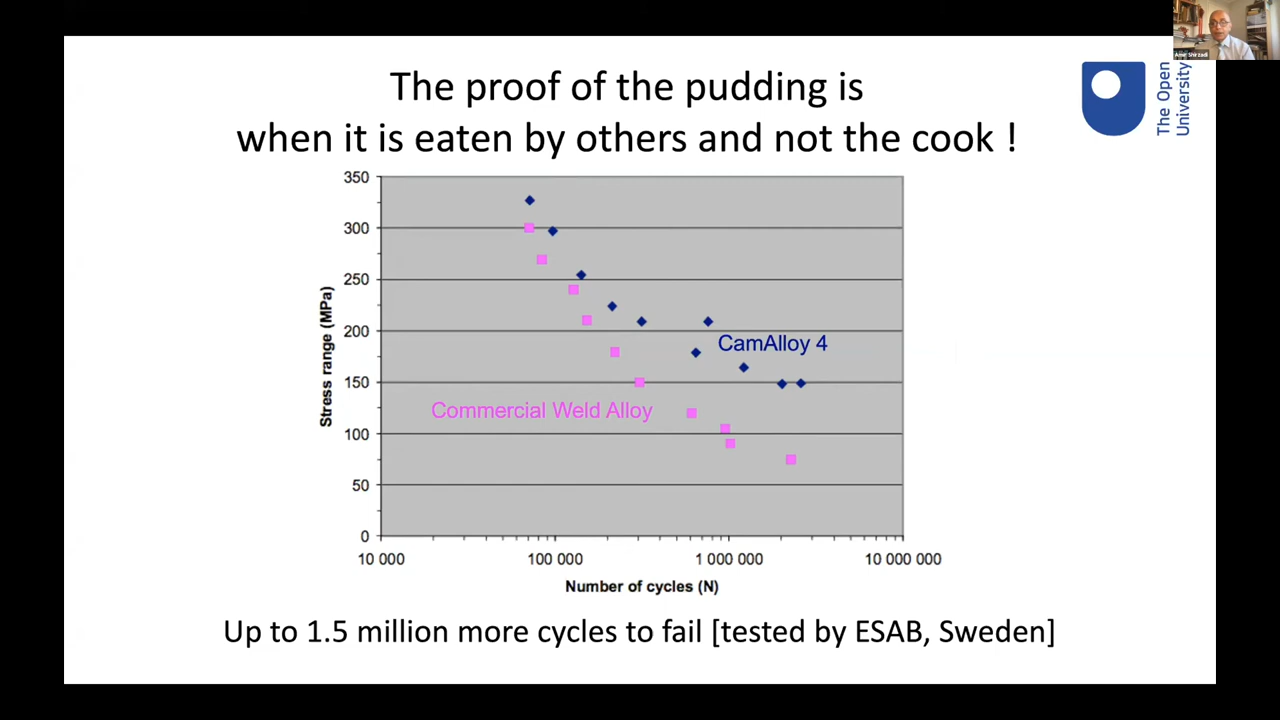 The proof of the pudding is
when it is eaten by others and not the cook !
Amir Shirzadi
The Open
University
350
300
250
200
150
100
50
0
Stress range (MPa)
CamAlloy 4
Commercial Weld Alloy
10 000
100 000
1 000 000
10 000 000
Number of cycles (N)
Up to 1.5 million more cycles to fail [tested by ESAB, Sweden]